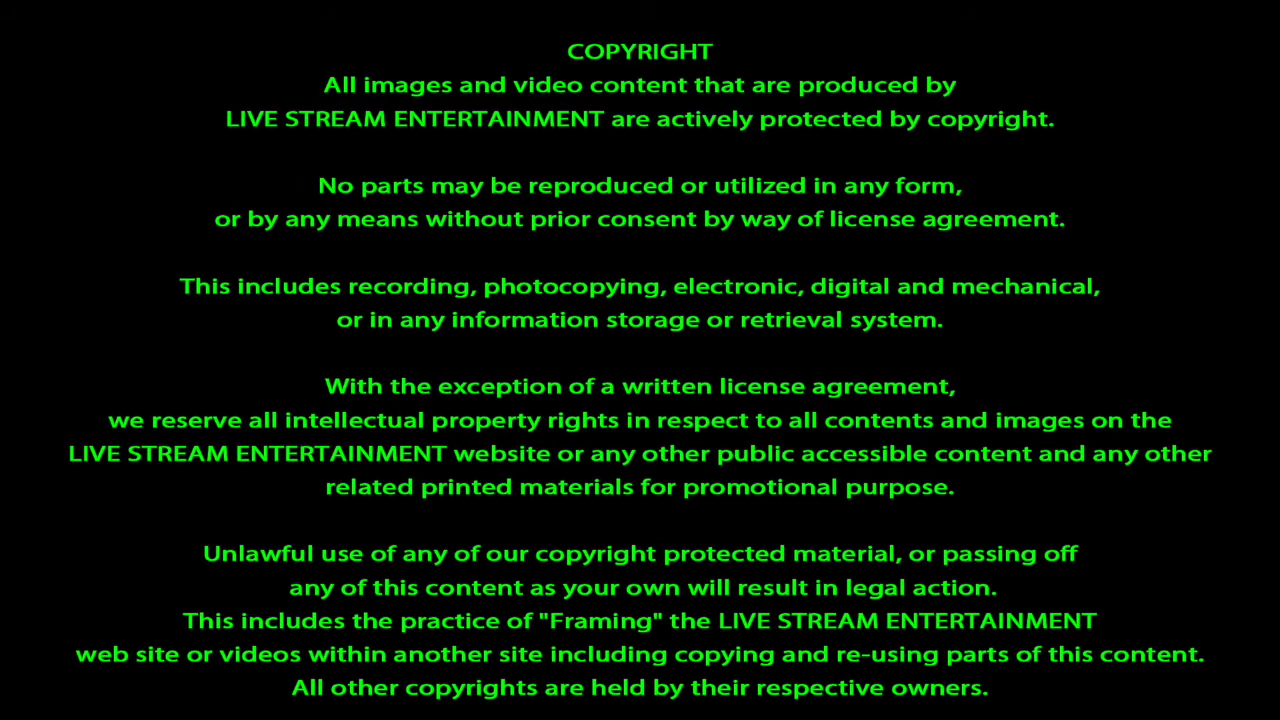 COPYRIGHT
All images and video content that are produced by
LIVE STREAM ENTERTAINMENT are actively protected by copyright.
No parts may be reproduced or utilized in any form,
or by any means without prior consent by way of license agreement.
This includes recording, photocopying, electronic, digital and mechanical,
or in any information storage or retrieval system.
With the exception of a written license agreement,
we reserve all intellectual property rights in respect to all contents and images on the
LIVE STREAM ENTERTAINMENT website or any other public accessible content and any other
related printed materials for promotional purpose.
Unlawful use of any of our copyright protected material, or passing off
any of this content as your own will result in legal action.
This includes the practice of "Framing" the LIVE STREAM ENTERTAINMENT
web site or videos within another site including copying and re-using parts of this content.
All other copyrights are held by their respective owners.